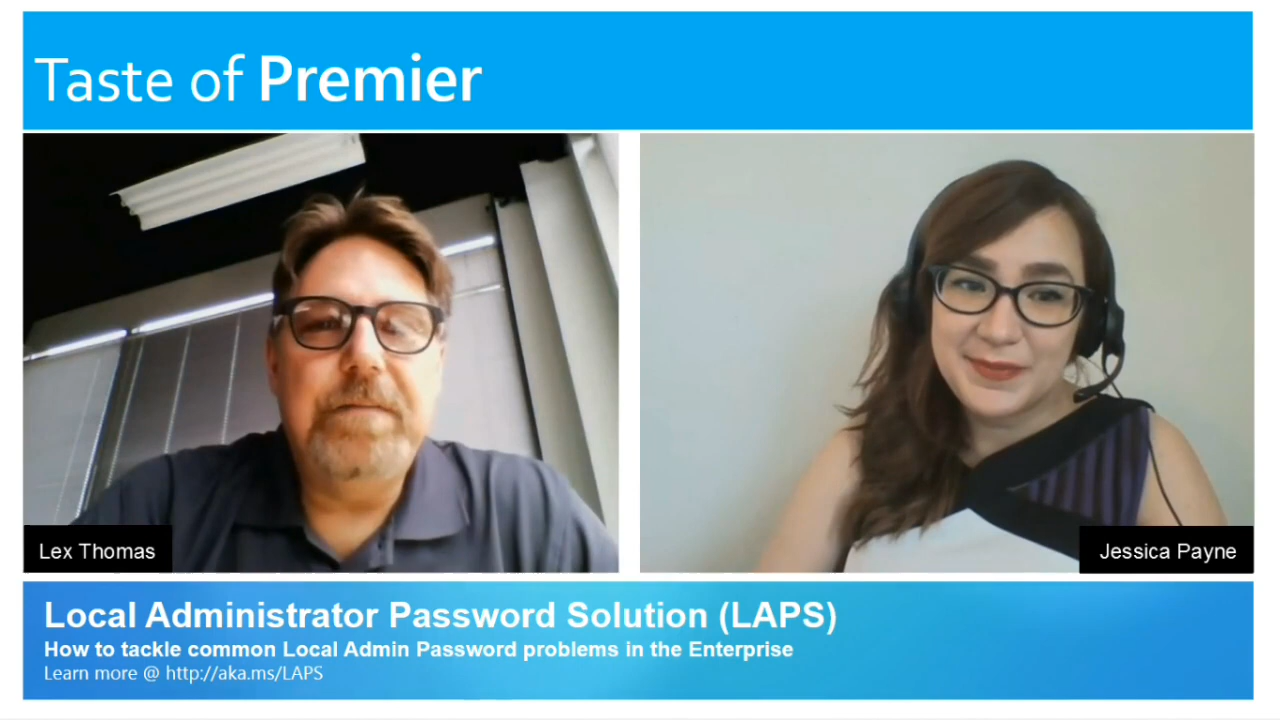 Taste of Premier
Lex Thomas
Jessica Payne
Local Administrator Password Solution (LAPS)
How to tackle common Local Admin Password problems in the Enterprise
Learn more @ http://aka.ms/LAPS